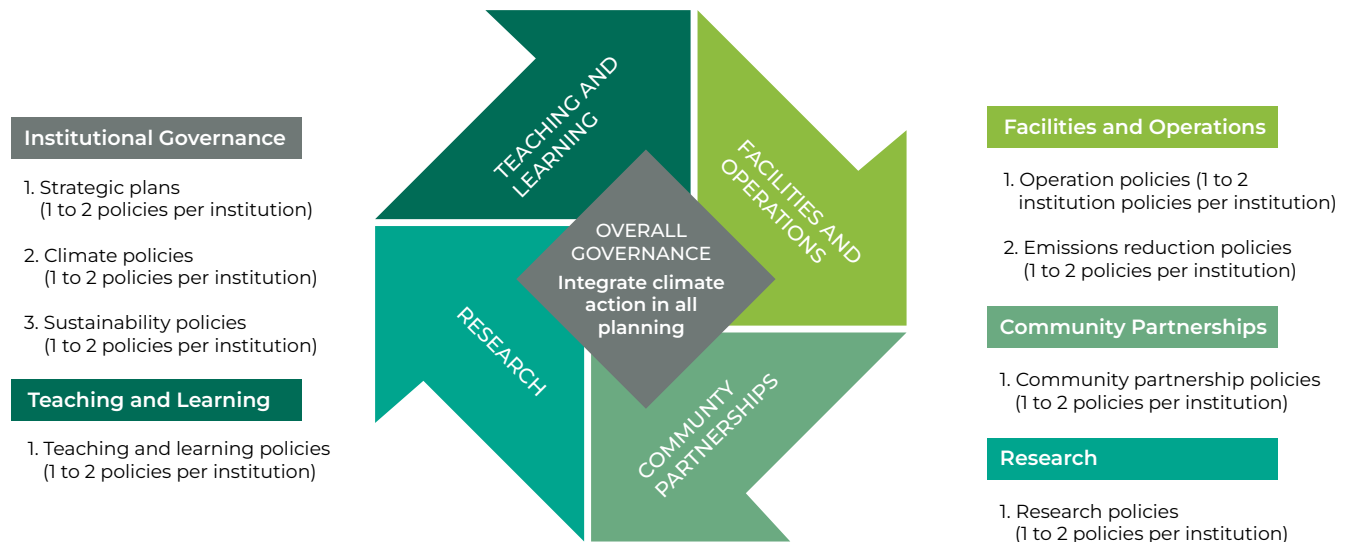 Institutional Governance
1. Strategic plans
(1 to 2 policies per institution)
2. Climate policies
(1 to 2 policies per institution)
3. Sustainability policies
(1 to 2 policies per institution)
Teaching and Learning
1. Teaching and learning policies
(1 to 2 policies per institution)
TEACHING AND
LEARNING
FACILITIES AND
OPERATIONS
OVERALL
GOVERNANCE
Integrate climate
action in all
planning
RESEARCH
COMMUNITY
PARTNERSHIPS
Facilities and Operations
1. Operation policies (1 to 2
institution policies per institution)
2. Emissions reduction policies
(1 to 2 policies per institution)
Community Partnerships
1. Community partnership policies
(1 to 2 policies per institution)
Research
1. Research policies
(1 to 2 policies per institution)